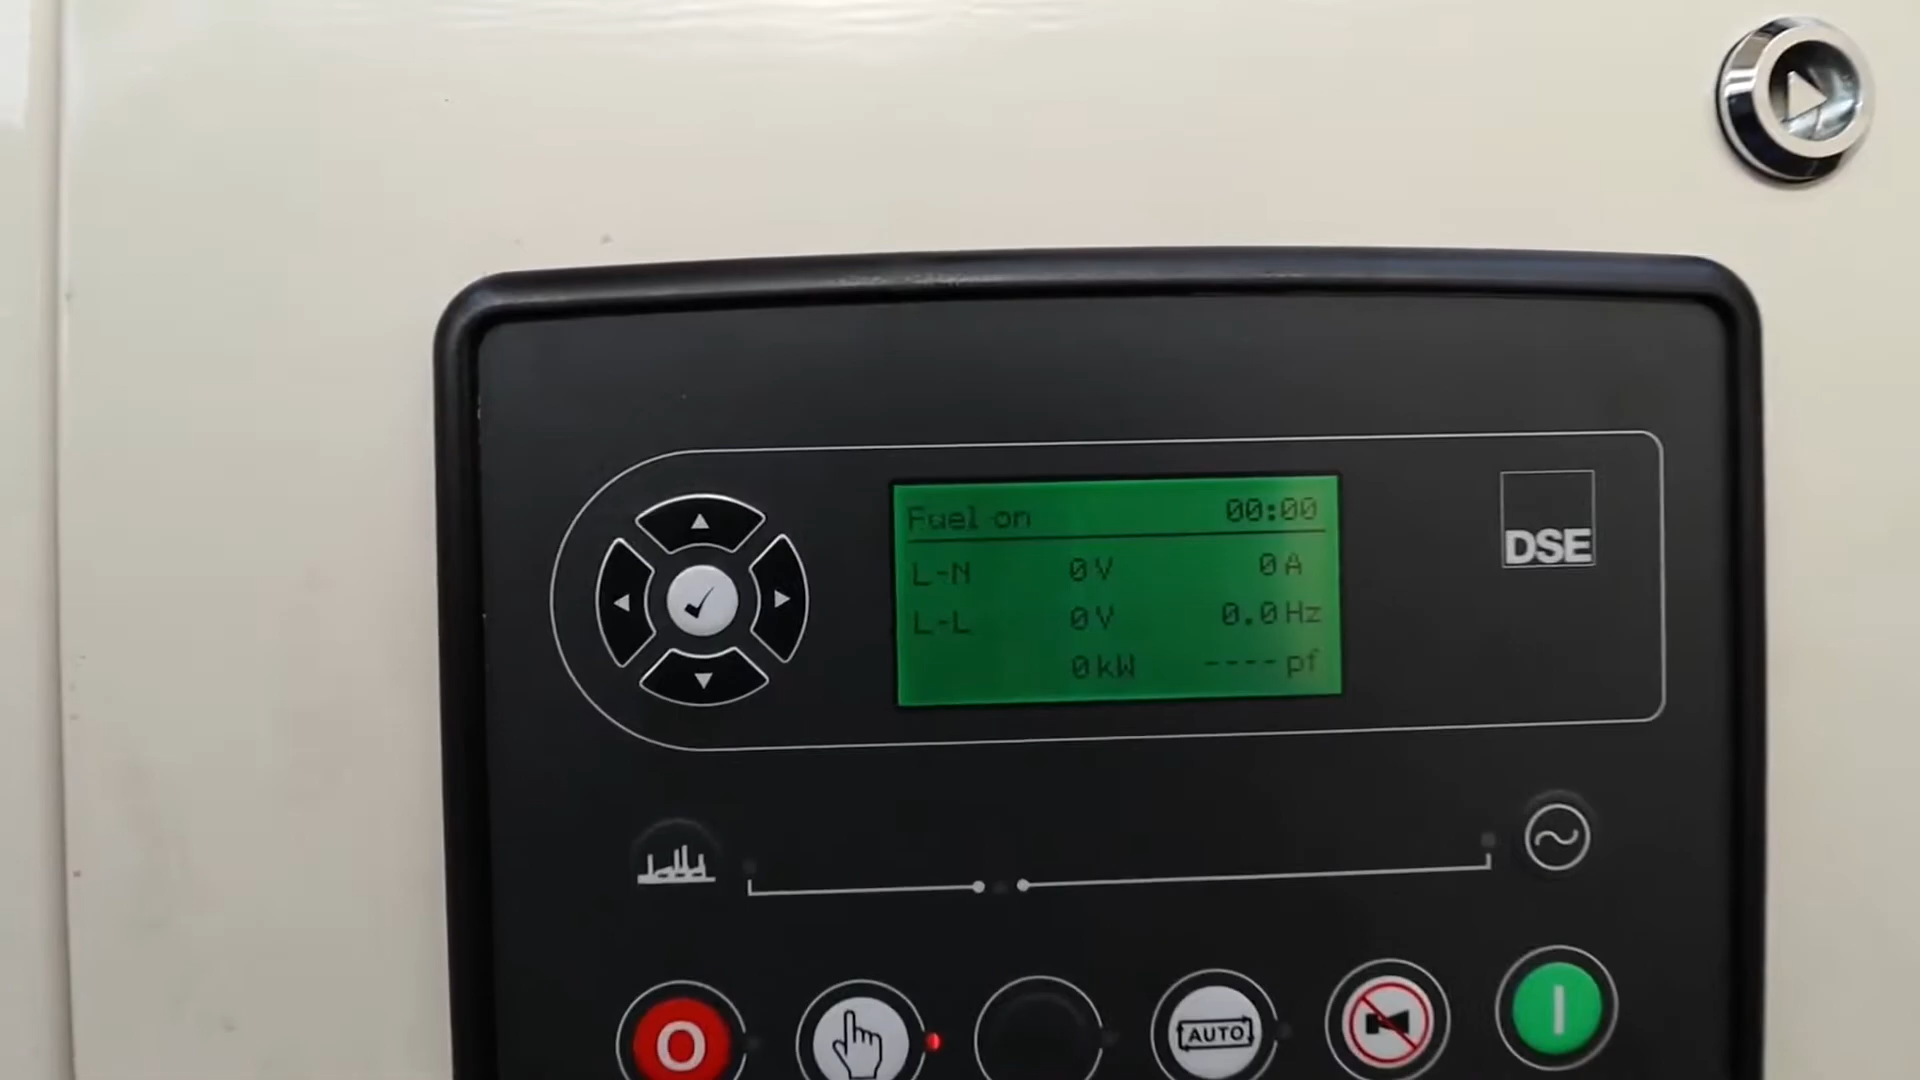 Fuel on 00:00
L-N 0V 0A
L-L 0V 0.0Hz
0kW ----pf
DSE
O
AUTO
I